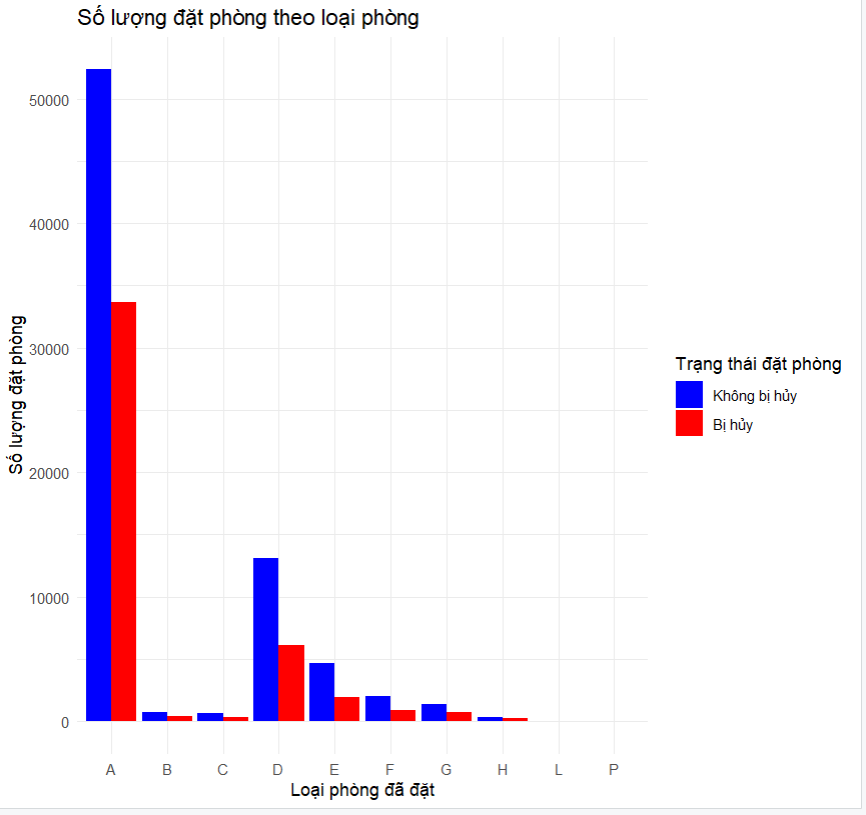 Số lượng đặt phòng theo loại phòng
Số lượng đặt phòng
50000
40000
30000
20000
10000
0
A B C D E F G H L P
Loại phòng đã đặt
Trạng thái đặt phòng
Không bị hủy
Bị hủy